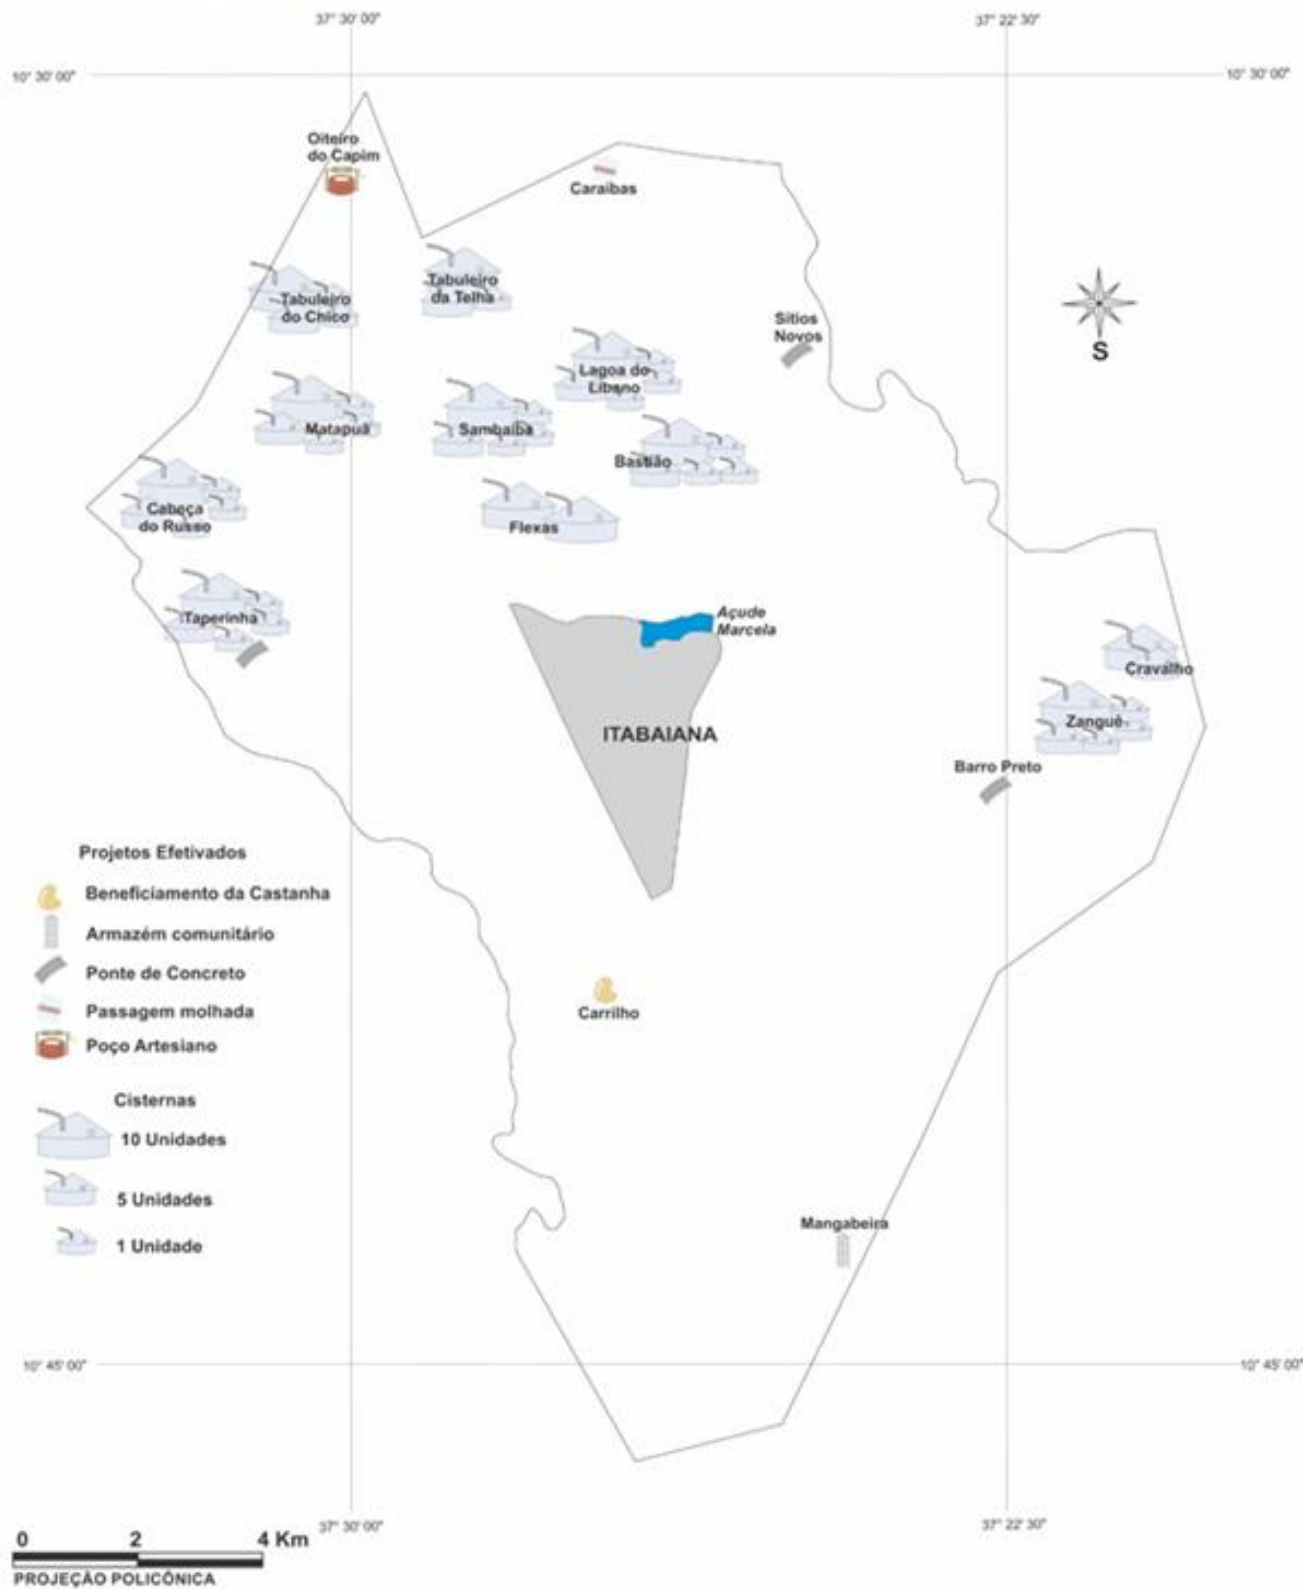 37° 30' 00"
37° 22' 30"
10° 30' 00"
10° 30' 00"
Oiteiro
do Capim
Caraíbas
Tabuleiro
da Telha
Tabuleiro
do Chico
Sítios
Novos
S
Lagoa do
Líbano
Matapuã
Sambaíba
Bastião
Cabeça
do Russo
Flexas
Taperinha
Açude
Marcela
Cravalho
Zanguê
ITABAIANA
Barro Preto
Projetos Efetivados
Beneficiamento da Castanha
Armazém comunitário
Ponte de Concreto
Passagem molhada
Poço Artesiano
Carrilho
Cisternas
10 Unidades
5 Unidades
1 Unidade
Mangabeira
10° 45' 00"
10° 45' 00"
37° 30' 00"
37° 22' 30"
0 2 4 Km
PROJEÇÃO POLICÔNICA